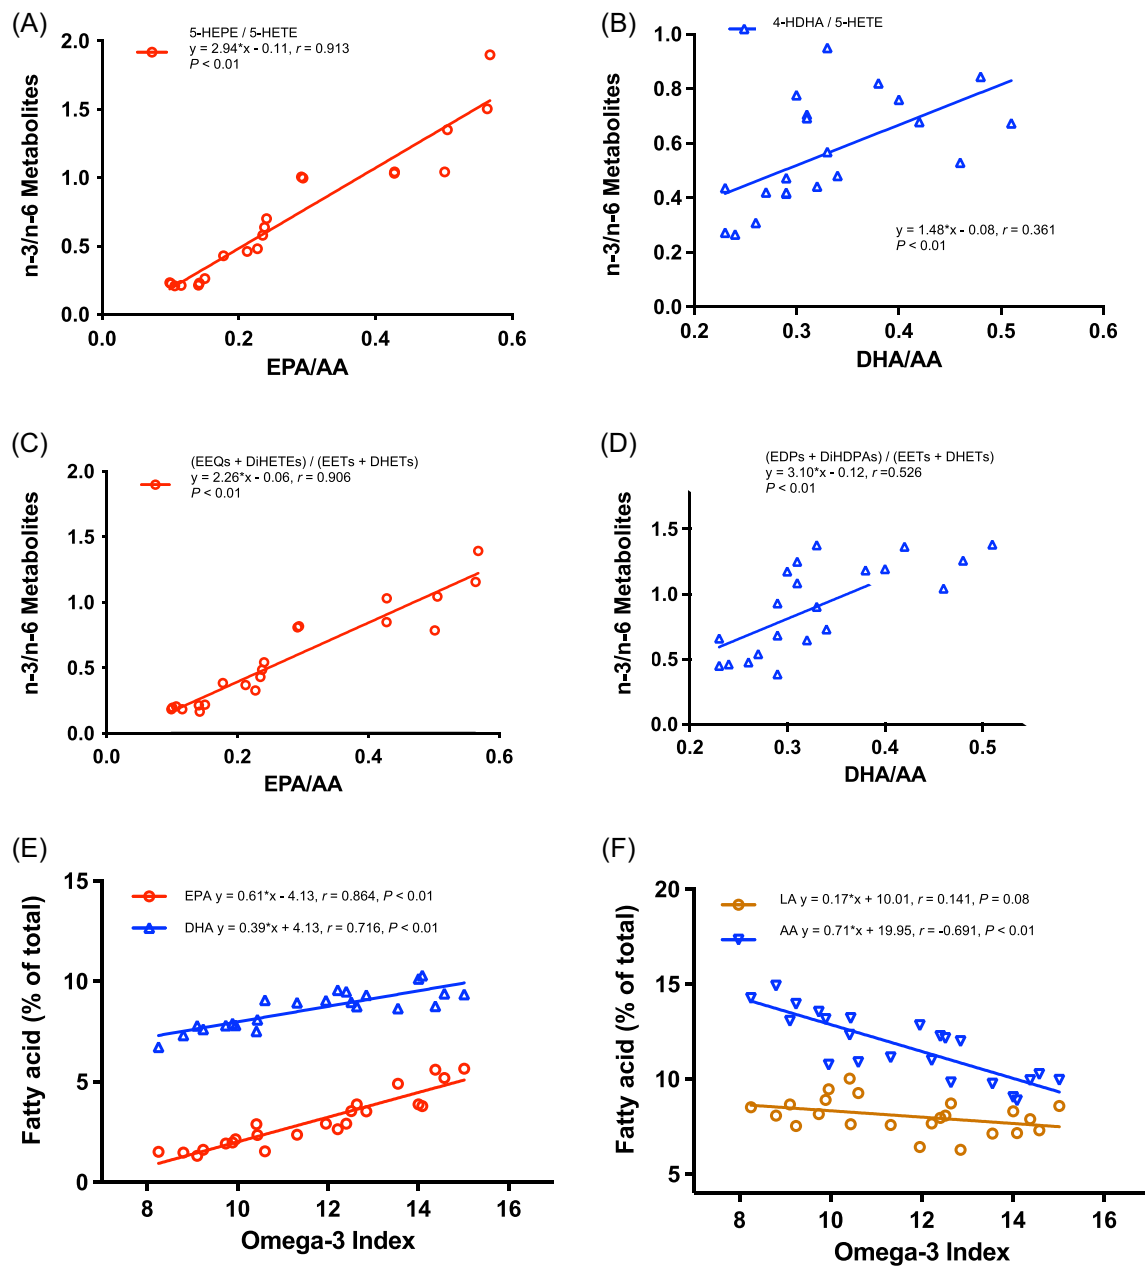 (A)
5-HEPE / 5-HETE
y = 2.94*x - 0.11, r = 0.913
P < 0.01
n-3/n-6 Metabolites
2.0
1.5
1.0
0.5
0.0
0.0 0.2 0.4 0.6
EPA/AA
(B)
4-HDHA / 5-HETE
n-3/n-6 Metabolites
1.0
0.8
0.6
0.4
0.2
0.0
y = 1.48*x - 0.08, r = 0.361
P < 0.01
0.2 0.3 0.4 0.5 0.6
DHA/AA
(C)
(EEQs + DiHETEs) / (EETs + DHETs)
y = 2.26*x - 0.06, r = 0.906
P < 0.01
n-3/n-6 Metabolites
2.0
1.5
1.0
0.5
0.0
0.0 0.2 0.4 0.6
EPA/AA
(D)
(EDPs + DiHDPAs) / (EETs + DHETs)
y = 3.10*x - 0.12, r =0.526
P < 0.01
n-3/n-6 Metabolites
1.5
1.0
0.5
0.0
0.2 0.3 0.4 0.5
DHA/AA
(E)
EPA y = 0.61*x - 4.13, r = 0.864, P < 0.01
DHA y = 0.39*x + 4.13, r = 0.716, P < 0.01
Fatty acid (% of total)
15
10
5
0
8 10 12 14 16
Omega-3 Index
(F)
LA y = 0.17*x + 10.01, r = 0.141, P = 0.08
AA y = 0.71*x + 19.95, r = -0.691, P < 0.01
Fatty acid (% of total)
20
15
10
5
8 10 12 14 16
Omega-3 Index